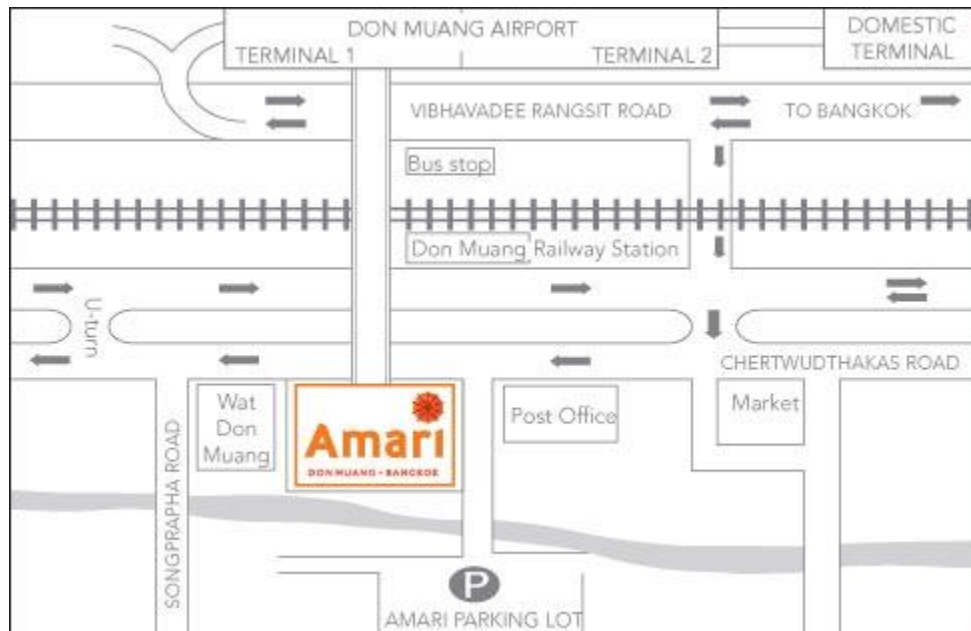 DON MUANG AIRPORT
TERMINAL 1
TERMINAL 2
DOMESTIC
TERMINAL
VIBHAVADEE RANGSIT ROAD
TO BANGKOK
Bus stop
Don Muang Railway Station
U-turn
CHERTWUDTHAKAS ROAD
SONGPRAPHA ROAD
Wat
Don
Muang
Amari
DON MUANG - BANGKOK
Post Office
Market
P
AMARI PARKING LOT